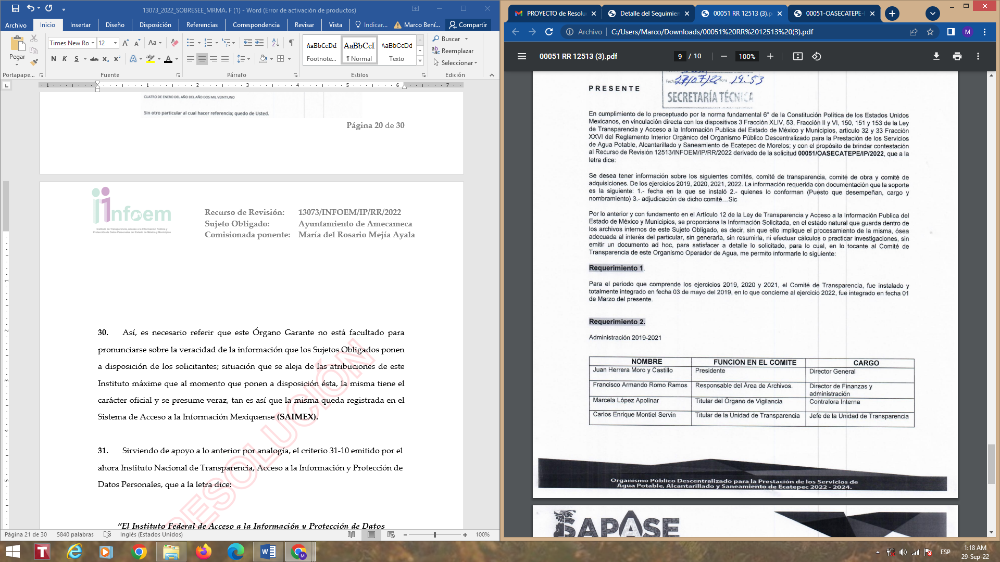 13073_2022_SOBRESEE_MRMA. F (1) - Word (Error de activación de productos)
Archivo
Inicio
Insertar
Diseño
Disposición
Referencias
Correspondencia
Revisar
Vista
Indicar...
Marco Bení...
Compartir
Pegar
Times New Ro
12
Portapape...
Fuente
Párrafo
AaBbCcDd
Footnote...
AaBbCcI
¶ Normal
AaBbCcDd
Texto
Estilos
Buscar
Reemplazar
Seleccionar
Edición
CUATRO DE ENERO DEL AÑO DEL AÑO DOS MIL VEINTIUNO
Sin otro particular al cual hacer referencia; quedo de Usted.
Página 20 de 30
infoem
Instituto de Transparencia, Acceso a la Información Pública y
Protección de Datos Personales del Estado de México y Municipios
Recurso de Revisión: 13073/INFOEM/IP/RR/2022
Sujeto Obligado: Ayuntamiento de Amecameca
Comisionada ponente: María del Rosario Mejía Ayala
30. Así, es necesario referir que este Órgano Garante no está facultado para
pronunciarse sobre la veracidad de la información que los Sujetos Obligados ponen
a disposición de los solicitantes; situación que se aleja de las atribuciones de este
Instituto máxime que al momento que ponen a disposición ésta, la misma tiene el
carácter oficial y se presume veraz, tan es así que la misma queda registrada en el
Sistema de Acceso a la Información Mexiquense (SAIMEX).
31. Sirviendo de apoyo a lo anterior por analogía, el criterio 31-10 emitido por el
ahora Instituto Nacional de Transparencia, Acceso a la Información y Protección de
Datos Personales, que a la letra dice:
“El Instituto Federal de Acceso a la Información y Protección de Datos
RESOLUCIÓN
Página 21 de 30
5840 palabras
Inglés (Estados Unidos)
100%
PROYECTO de Resolu
Detalle del Seguimien
00051 RR 12513 (3).p
00051-OASECATEPE-
Archivo
C:/Users/Marco/Downloads/00051%20RR%2012513%20(3).pdf
M
00051 RR 12513 (3).pdf
9 / 10
100%
Fecha 27/07/22 Hora 14:53
PRESENTE
SECRETARÍA TÉCNICA
En cumplimiento de lo preceptuado por la norma fundamental 6° de la Constitución Política de los Estados Unidos
Mexicanos, en vinculación directa con los dispositivos 3 Fracción XLIV, 53, Fracción II y VI, 150, 151 y 153 de la Ley
de Transparencia y Acceso a la Información Publica del Estado de México y Municipios, articulo 32 y 33 Fracción
XXVI del Reglamento Interior Orgánico del Organismo Público Descentralizado para la Prestación de los Servicios
de Agua Potable, Alcantarillado y Saneamiento de Ecatepec de Morelos; y con el propósito de brindar contestación
al Recurso de Revisión 12513/INFOEM/IP/RR/2022 derivado de la solicitud 00051/OASECATEPE/IP/2022, que a la
letra dice:
Se desea tener información sobre los siguientes comités, comité de transparencia, comité de obra y comité de
adquisiciones. De los ejercicios 2019, 2020, 2021, 2022. La información requerida con documentación que la soporte
es la siguiente: 1.- fecha en la que se instaló 2.- quienes lo conforman (Puesto que desempeñan, cargo y
nombramiento) 3.- adjudicación de dicho comité...Sic
Por lo anterior y con fundamento en el Artículo 12 de la Ley de Transparencia y Acceso a la Información Publica del
Estado de México y Municipios, se proporciona la Información Solicitada, en el estado natural que guarda dentro de
los archivos internos de este Sujeto Obligado, es decir, sin que ello implique el procesamiento de la misma, ósea
adecuada al interés del particular, sin generarla, sin resumirla, ni efectuar cálculos o practicar investigaciones, sin
emitir un documento ad hoc, para satisfacer a detalle lo solicitado, para lo cual, en lo tocante al Comité de
Transparencia de este Organismo Operador de Agua, me permito informarle lo siguiente:
Requerimiento 1.
Para el periodo que comprende los ejercicios 2019, 2020 y 2021, el Comité de Transparencia, fue instalado y
totalmente integrado en fecha 03 de mayo del 2019, en lo que concierne al ejercicio 2022, fue integrado en fecha 01
de Marzo del presente.
Requerimiento 2.
Administración 2019-2021
NOMBRE FUNCION EN EL COMITE CARGO
Juan Herrera Moro y Castillo Presidente Director General
Francisco Armando Romo Ramos Responsable del Área de Archivos. Director de Finanzas y
administración
Marcela López Apolinar Titular del Órgano de Vigilancia Contralora Interna
Carlos Enrique Montiel Servin Titular de la Unidad de Transparencia Jefe de la Unidad de Transparencia
Organismo Público Descentralizado para la Prestación de los Servicios de
Agua Potable, Alcantarillado y Saneamiento de Ecatepec 2022 - 2024.
SAPASE
ESP
1:18 AM
29-Sep-22